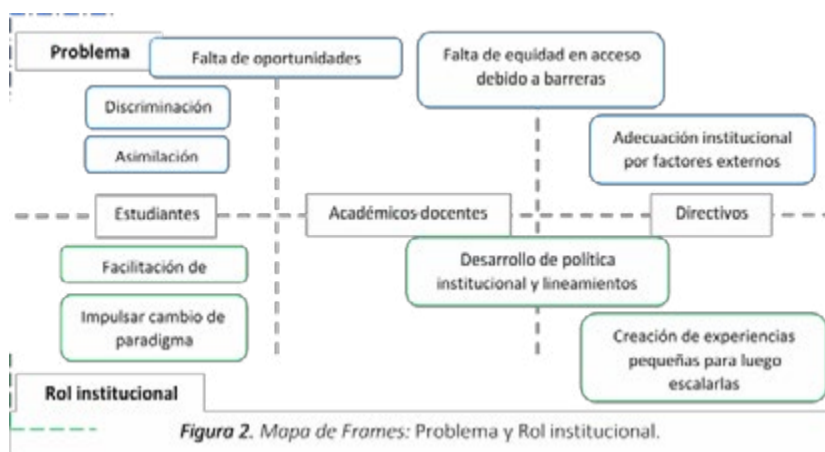 Problema
Falta de oportunidades
Falta de equidad en acceso
debido a barreras
Discriminación
Adecuación institucional
por factores externos
Asimilación
Estudiantes
Académicos docentes
Directivos
Facilitación de
Desarrollo de política
institucional y lineamientos
Impulsar cambio de
paradigma
Creación de experiencias
pequeñas para luego
escalarlas
Rol institucional
Figura 2. Mapa de Frames: Problema y Rol institucional.